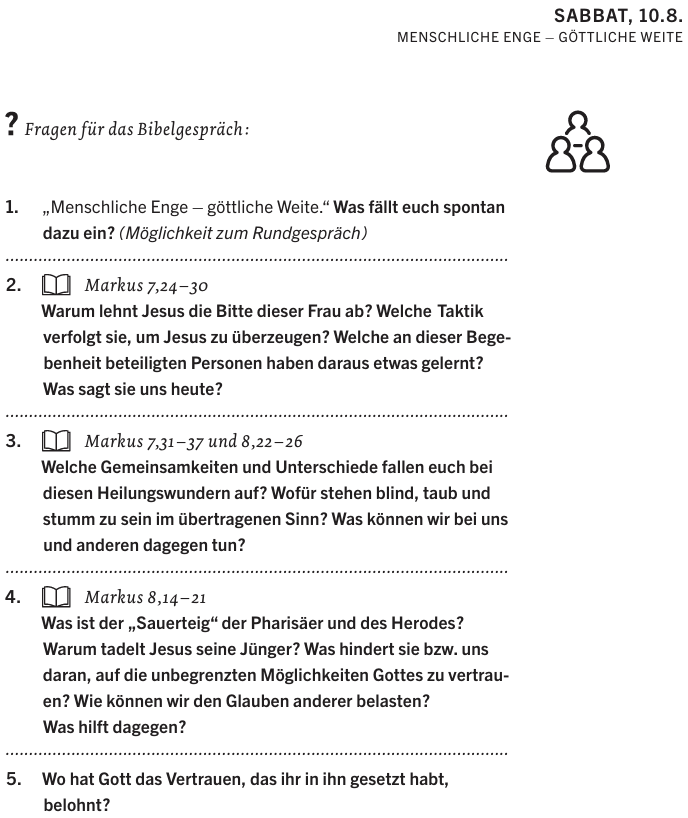 SABBAT, 10.8.
MENSCHLICHE ENGE – GÖTTLICHE WEITE
? Fragen für das Bibelgespräch:
1. „Menschliche Enge – göttliche Weite.“ Was fällt euch spontan
dazu ein? (Möglichkeit zum Rundgespräch)
2. Markus 7,24–30
Warum lehnt Jesus die Bitte dieser Frau ab? Welche Taktik
verfolgt sie, um Jesus zu überzeugen? Welche an dieser Bege-
benheit beteiligten Personen haben daraus etwas gelernt?
Was sagt sie uns heute?
3. Markus 7,31–37 und 8,22–26
Welche Gemeinsamkeiten und Unterschiede fallen euch bei
diesen Heilungswundern auf? Wofür stehen blind, taub und
stumm zu sein im übertragenen Sinn? Was können wir bei uns
und anderen dagegen tun?
4. Markus 8,14–21
Was ist der „Sauerteig“ der Pharisäer und des Herodes?
Warum tadelt Jesus seine Jünger? Was hindert sie bzw. uns
daran, auf die unbegrenzten Möglichkeiten Gottes zu vertrau-
en? Wie können wir den Glauben anderer belasten?
Was hilft dagegen?
5. Wo hat Gott das Vertrauen, das ihr in ihn gesetzt habt,
belohnt?